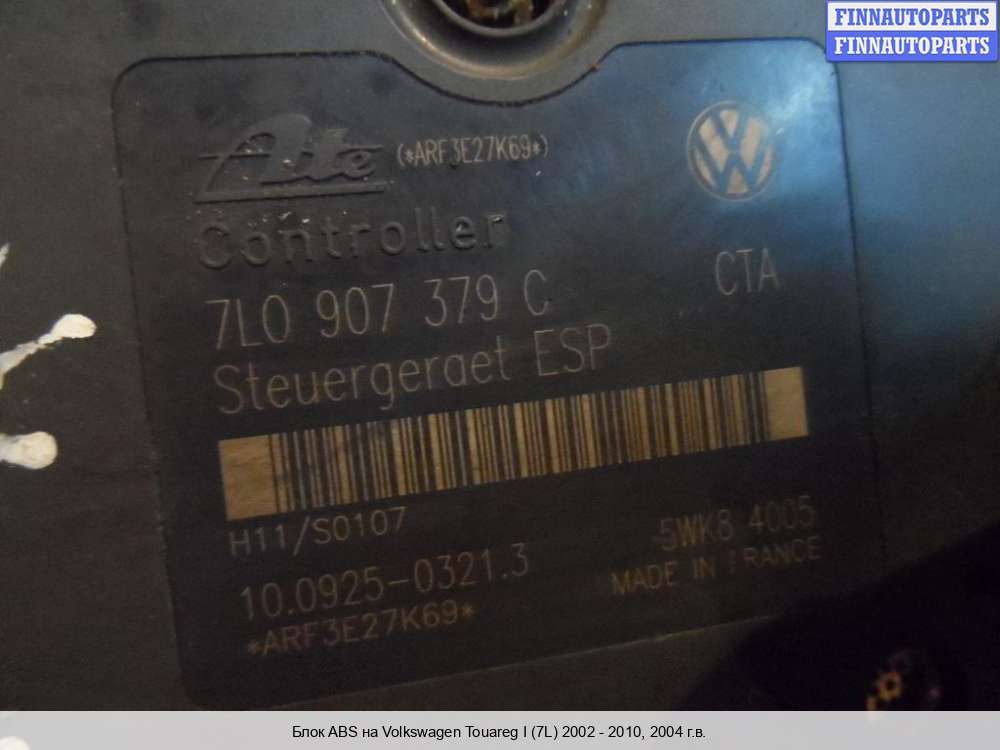 FINNAUTOPARTS
FINNAUTOPARTS
Ate (*ARF3E27K69*)
Controller
7L0 907 379 C CTA
Steuergeraet ESP
H11/S0107
10.0925-0321.3 5WK8 4005
*ARF3E27K69* MADE IN FRANCE
Блок ABS на Volkswagen Touareg I (7L) 2002 - 2010, 2004 г.в.